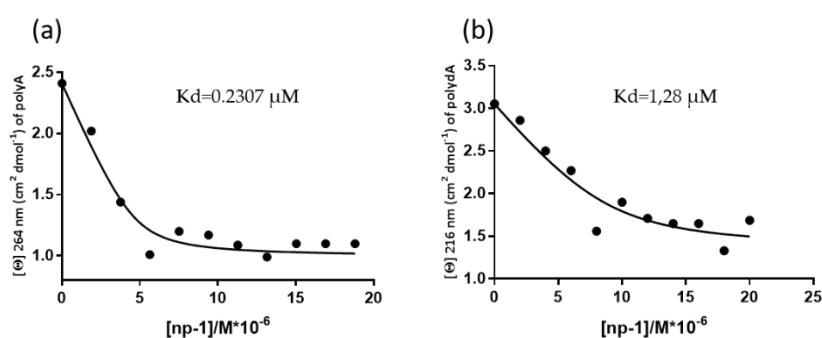 (a)
[Θ] 264 nm (cm² dmol⁻¹) of polyA
2.5
2.0
1.5
1.0
Kd=0.2307 μM
0 5 10 15 20
[np-1]/M*10⁻⁶
(b)
[Θ] 216 nm (cm² dmol⁻¹) of polydA
3.5
3.0
2.5
2.0
1.5
1.0
Kd=1,28 μM
0 5 10 15 20 25
[np-1]/M*10⁻⁶